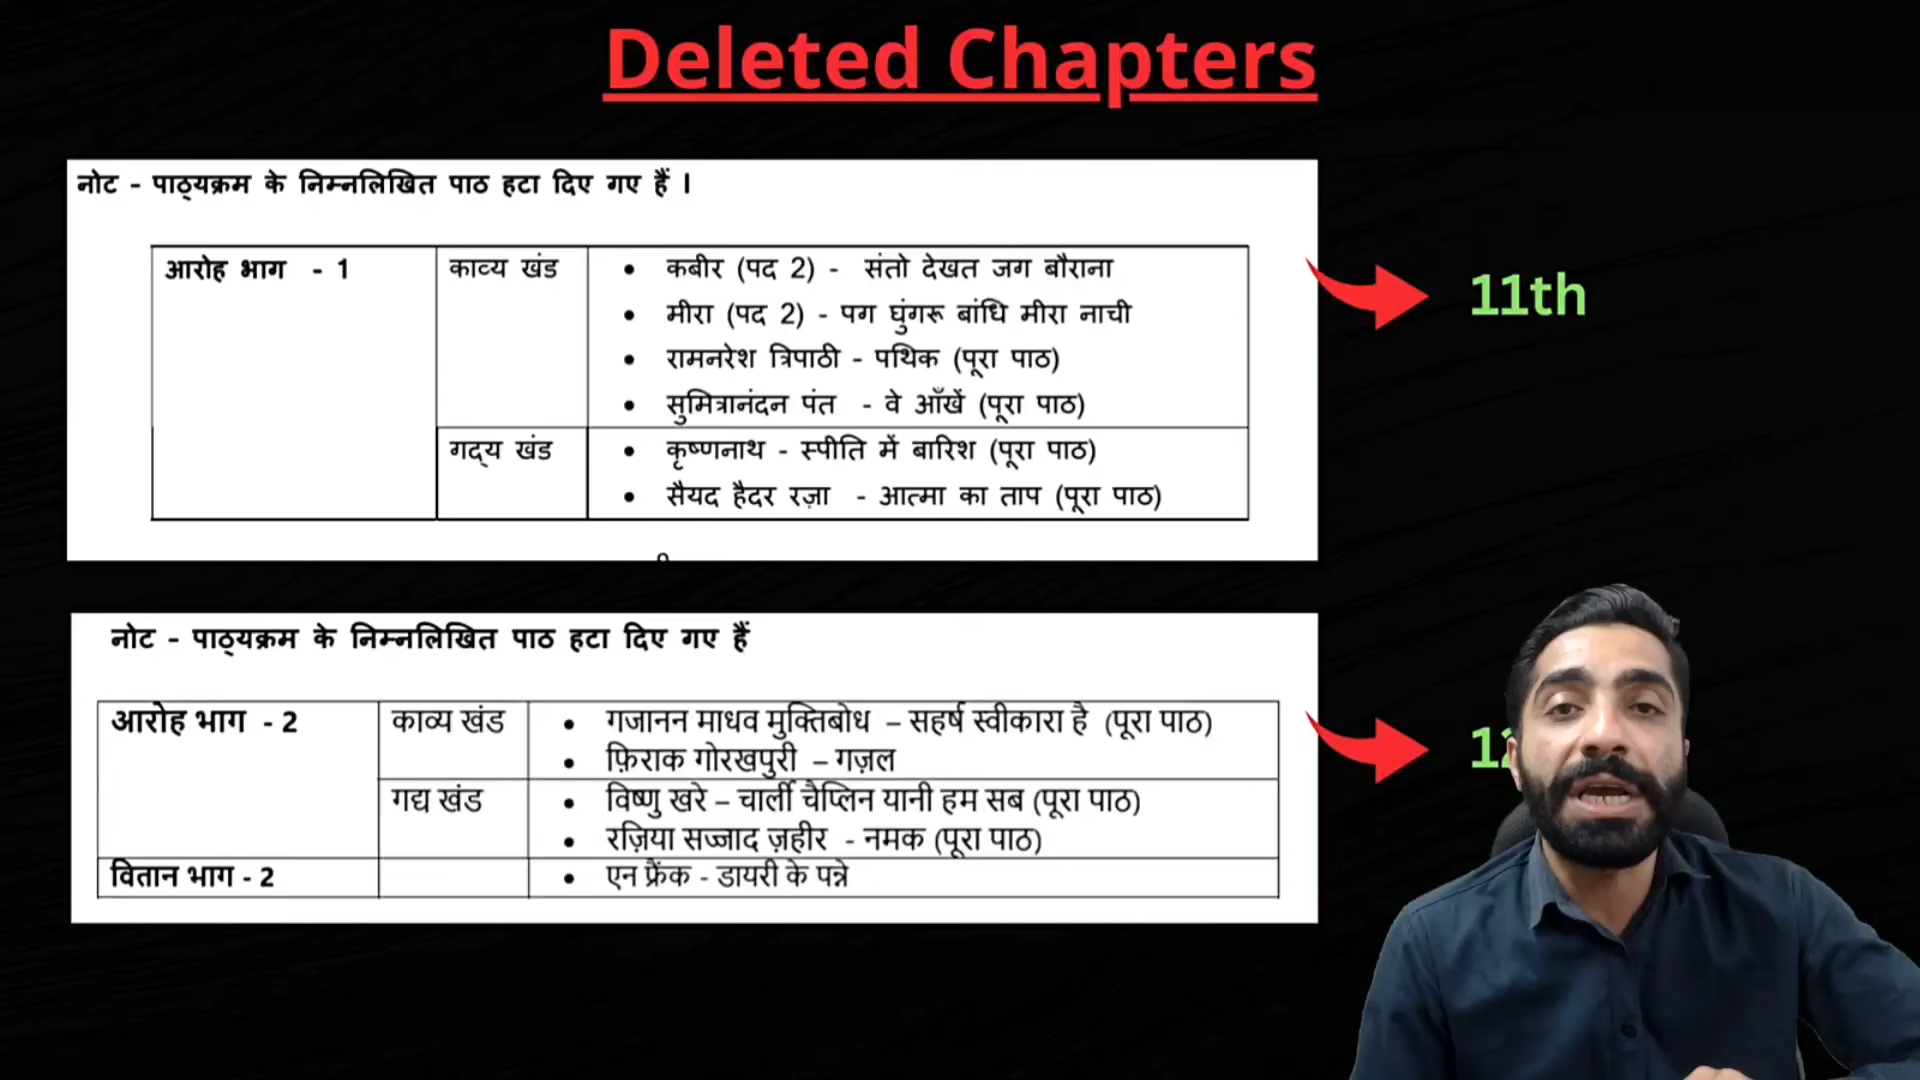 Deleted Chapters
नोट - पाठ्यक्रम के निम्नलिखित पाठ हटा दिए गए हैं ।
आरोह भाग - 1
काव्य खंड
• कबीर (पद 2) - संतो देखत जग बौराना
• मीरा (पद 2) - पग घुंगरू बांधि मीरा नाची
• रामनरेश त्रिपाठी - पथिक (पूरा पाठ)
• सुमित्रानंदन पंत - वे आँखें (पूरा पाठ)
गद्य खंड
• कृष्णनाथ - स्पीति में बारिश (पूरा पाठ)
• सैयद हैदर रज़ा - आत्मा का ताप (पूरा पाठ)
11th
नोट - पाठ्यक्रम के निम्नलिखित पाठ हटा दिए गए हैं
आरोह भाग - 2
काव्य खंड
• गजानन माधव मुक्तिबोध – सहर्ष स्वीकारा है (पूरा पाठ)
• फ़िराक गोरखपुरी – गज़ल
गद्य खंड
• विष्णु खरे – चार्ली चैप्लिन यानी हम सब (पूरा पाठ)
• रज़िया सज्जाद ज़हीर - नमक (पूरा पाठ)
वितान भाग - 2
• एन फ्रैंक - डायरी के पन्ने